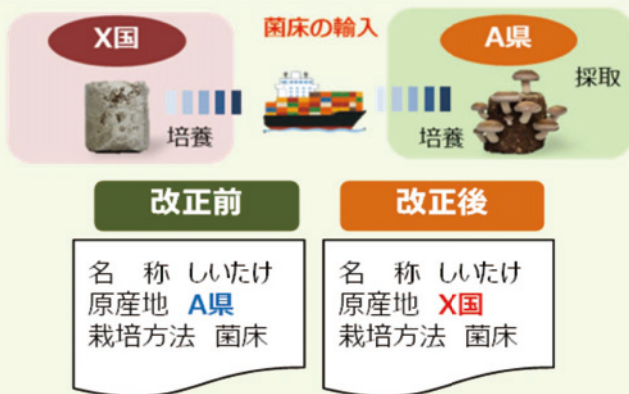 X国
菌床の輸入
A県
採取
培養
培養
改正前
改正後
名　称　しいたけ
原産地　A県
栽培方法　菌床
名　称　しいたけ
原産地　X国
栽培方法　菌床